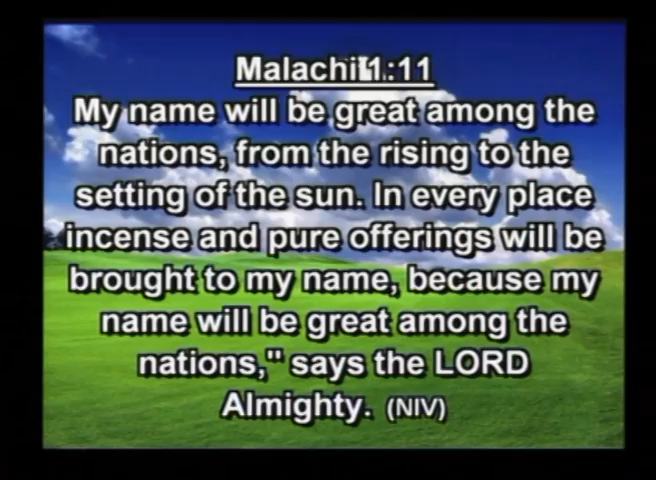 Malachi 1:11
My name will be great among the
nations, from the rising to the
setting of the sun. In every place
incense and pure offerings will be
brought to my name, because my
name will be great among the
nations," says the LORD
Almighty. (NIV)